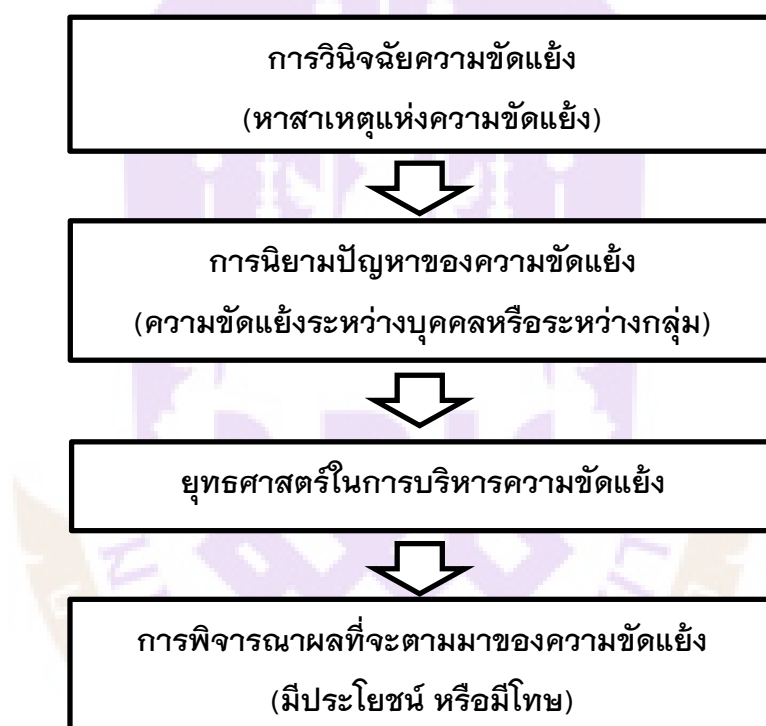 การวินิจฉัยความขัดแย้ง
(หาสาเหตุแห่งความขัดแย้ง)
การนิยามปัญหาของความขัดแย้ง
(ความขัดแย้งระหว่างบุคคลหรือระหว่างกลุ่ม)
ยุทธศาสตร์ในการบริหารความขัดแย้ง
การพิจารณาผลที่จะตามมาของความขัดแย้ง
(มีประโยชน์ หรือมีโทษ)